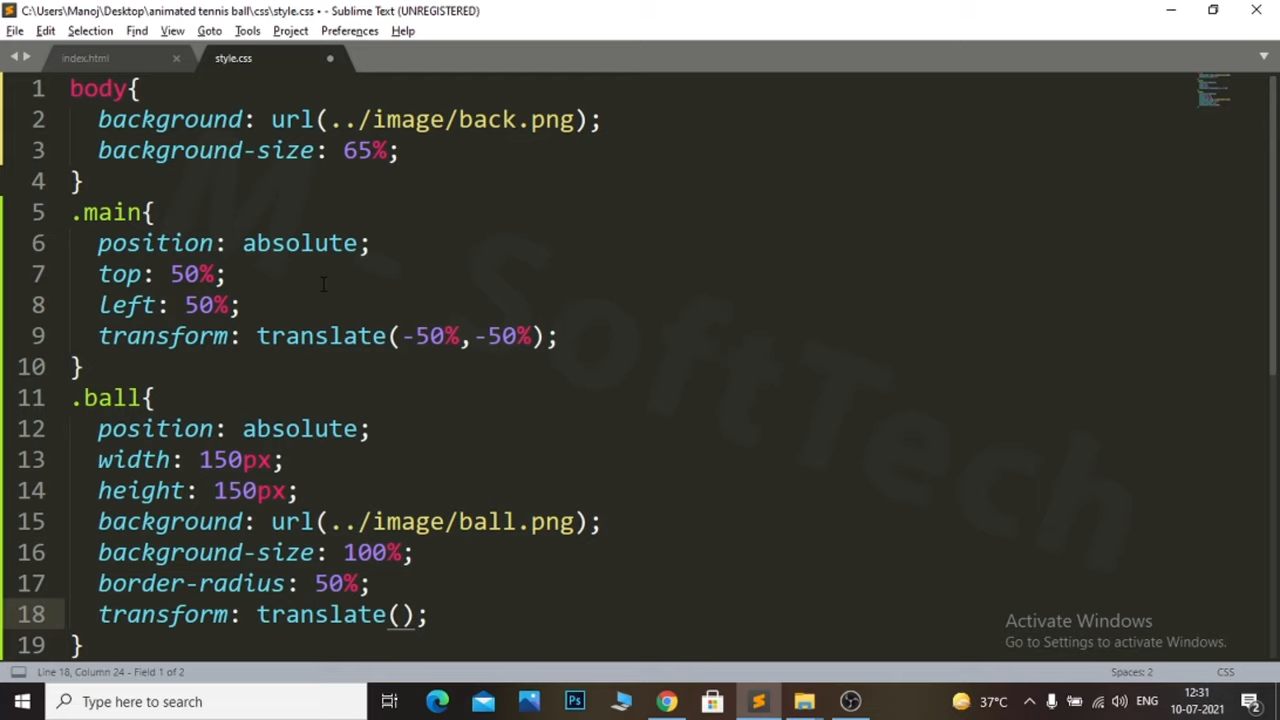 C:\Users\Manoj\Desktop\animated tennis ball\css\style.css • - Sublime Text (UNREGISTERED)
File Edit Selection Find View Goto Tools Project Preferences Help
index.html style.css
1 body{
2 background: url(../image/back.png);
3 background-size: 65%;
4 }
5 .main{
6 position: absolute;
7 top: 50%;
8 left: 50%;
9 transform: translate(-50%,-50%);
10 }
11 .ball{
12 position: absolute;
13 width: 150px;
14 height: 150px;
15 background: url(../image/ball.png);
16 background-size: 100%;
17 border-radius: 50%;
18 transform: translate();
19 }
M - SoftTech
Activate Windows
Go to Settings to activate Windows.
Line 18, Column 24 - Field 1 of 2 Spaces: 2 CSS
Type here to search Ps 37°C ENG 12:31
10-07-2021 2